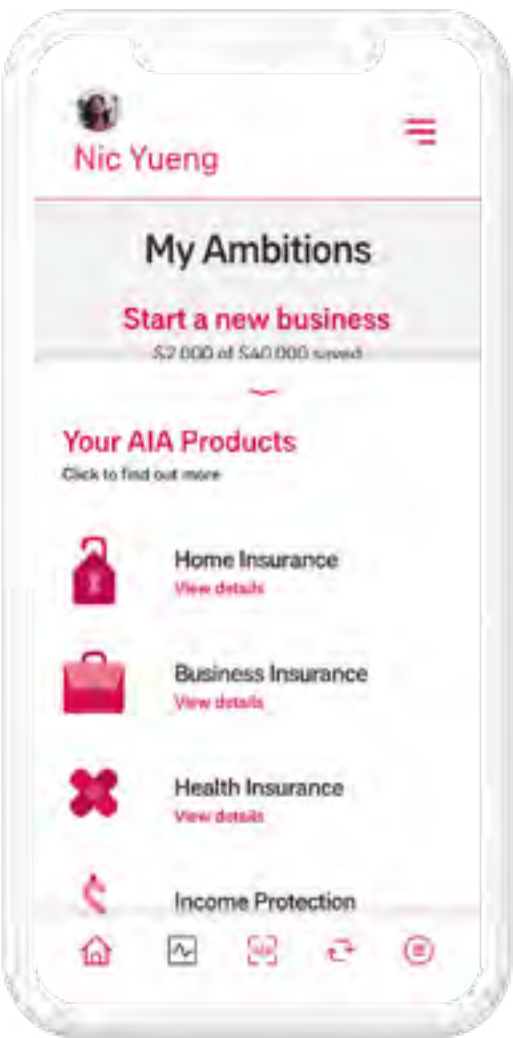 Nic Yueng
My Ambitions
Start a new business
$2,000 of $40,000 saved
Your AIA Products
Click to find out more
Home Insurance
View details
Business Insurance
View details
Health Insurance
View details
Income Protection